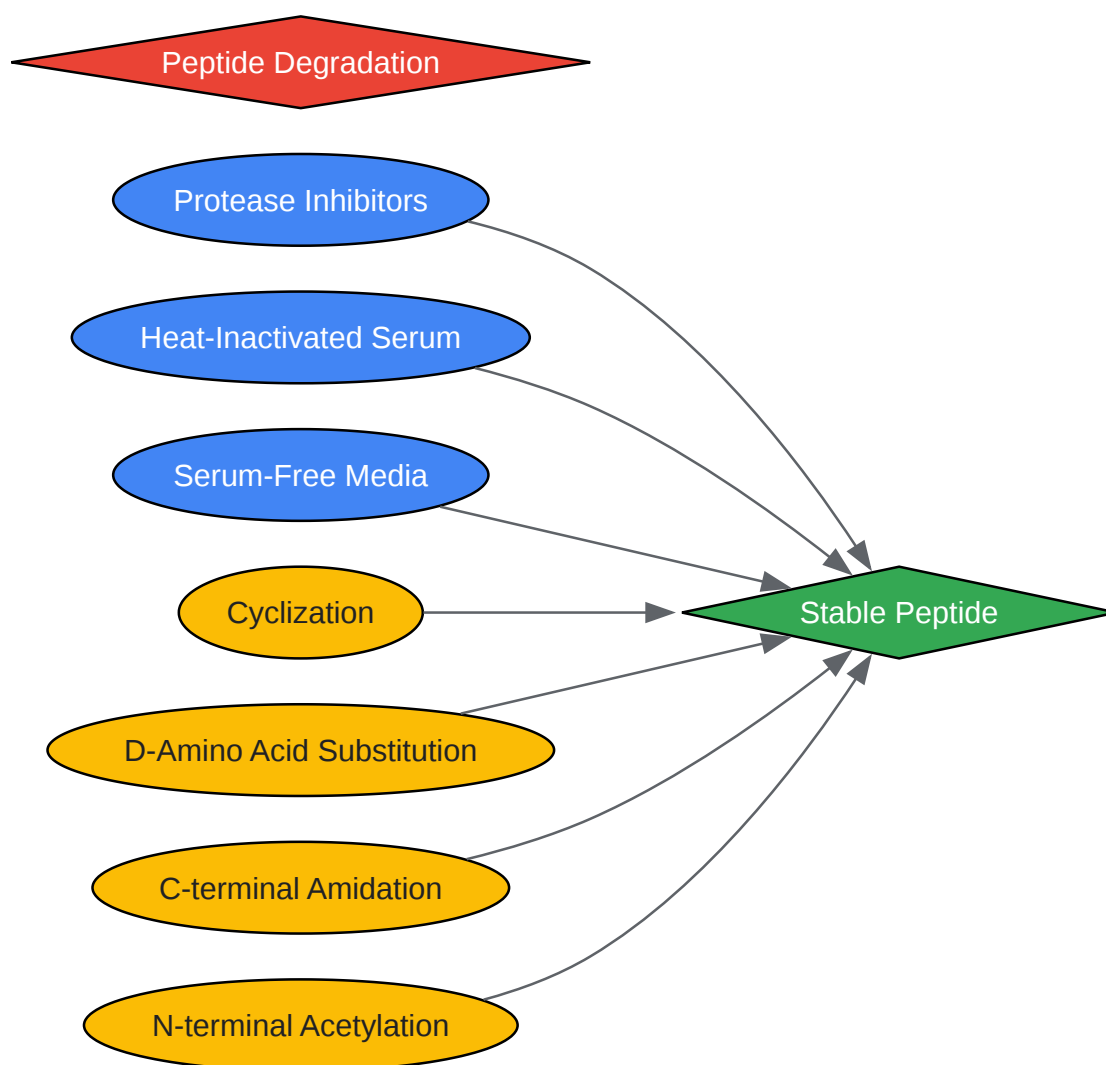 Peptide Degradation
Protease Inhibitors
Heat-Inactivated Serum
Serum-Free Media
Cyclization
Stable Peptide
D-Amino Acid Substitution
C-terminal Amidation
N-terminal Acetylation